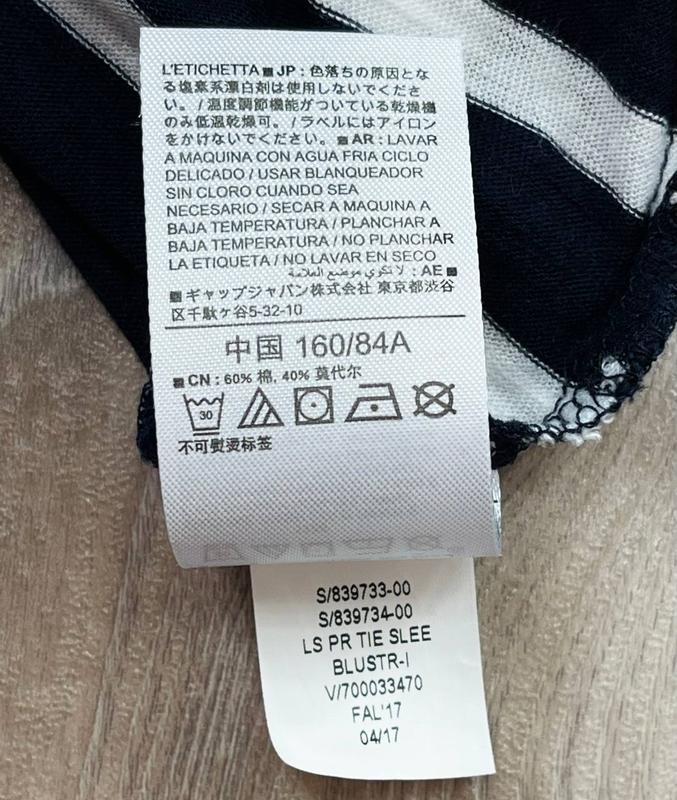 L'ETICHETTA ■ JP : 色落ちの原因とな
る塩素系漂白剤は使用しないでくださ
い。 / 温度調節機能がついている乾燥機
のみ低温乾燥可。 / ラベルにはアイロン
をかけないでください。 ■ AR : LAVAR
A MAQUINA CON AGUA FRIA CICLO
DELICADO / USAR BLANQUEADOR
SIN CLORO CUANDO SEA
NECESARIO / SECAR A MAQUINA A
BAJA TEMPERATURA / PLANCHAR A
BAJA TEMPERATURA / NO PLANCHAR
LA ETIQUETA / NO LAVAR EN SECO
■ AE : لا تكوي موضع العلامة
■ ギャップジャパン株式会社 東京都渋谷
区千駄ヶ谷5-32-10
中国 160/84A
■ CN : 60% 棉, 40% 莫代尔
30
不可熨烫标签
S/839733-00
S/839734-00
LS PR TIE SLEE
BLUSTR-I
V/700033470
FAL'17
04/17